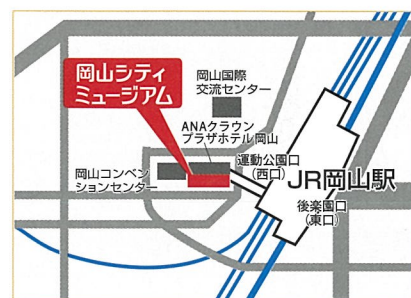 岡山シティ
ミュージアム
岡山国際
交流センター
ANAクラウン
プラザホテル岡山
岡山コンベン
ションセンター
運動公園口
(西口)
JR岡山駅
後楽園口
(東口)